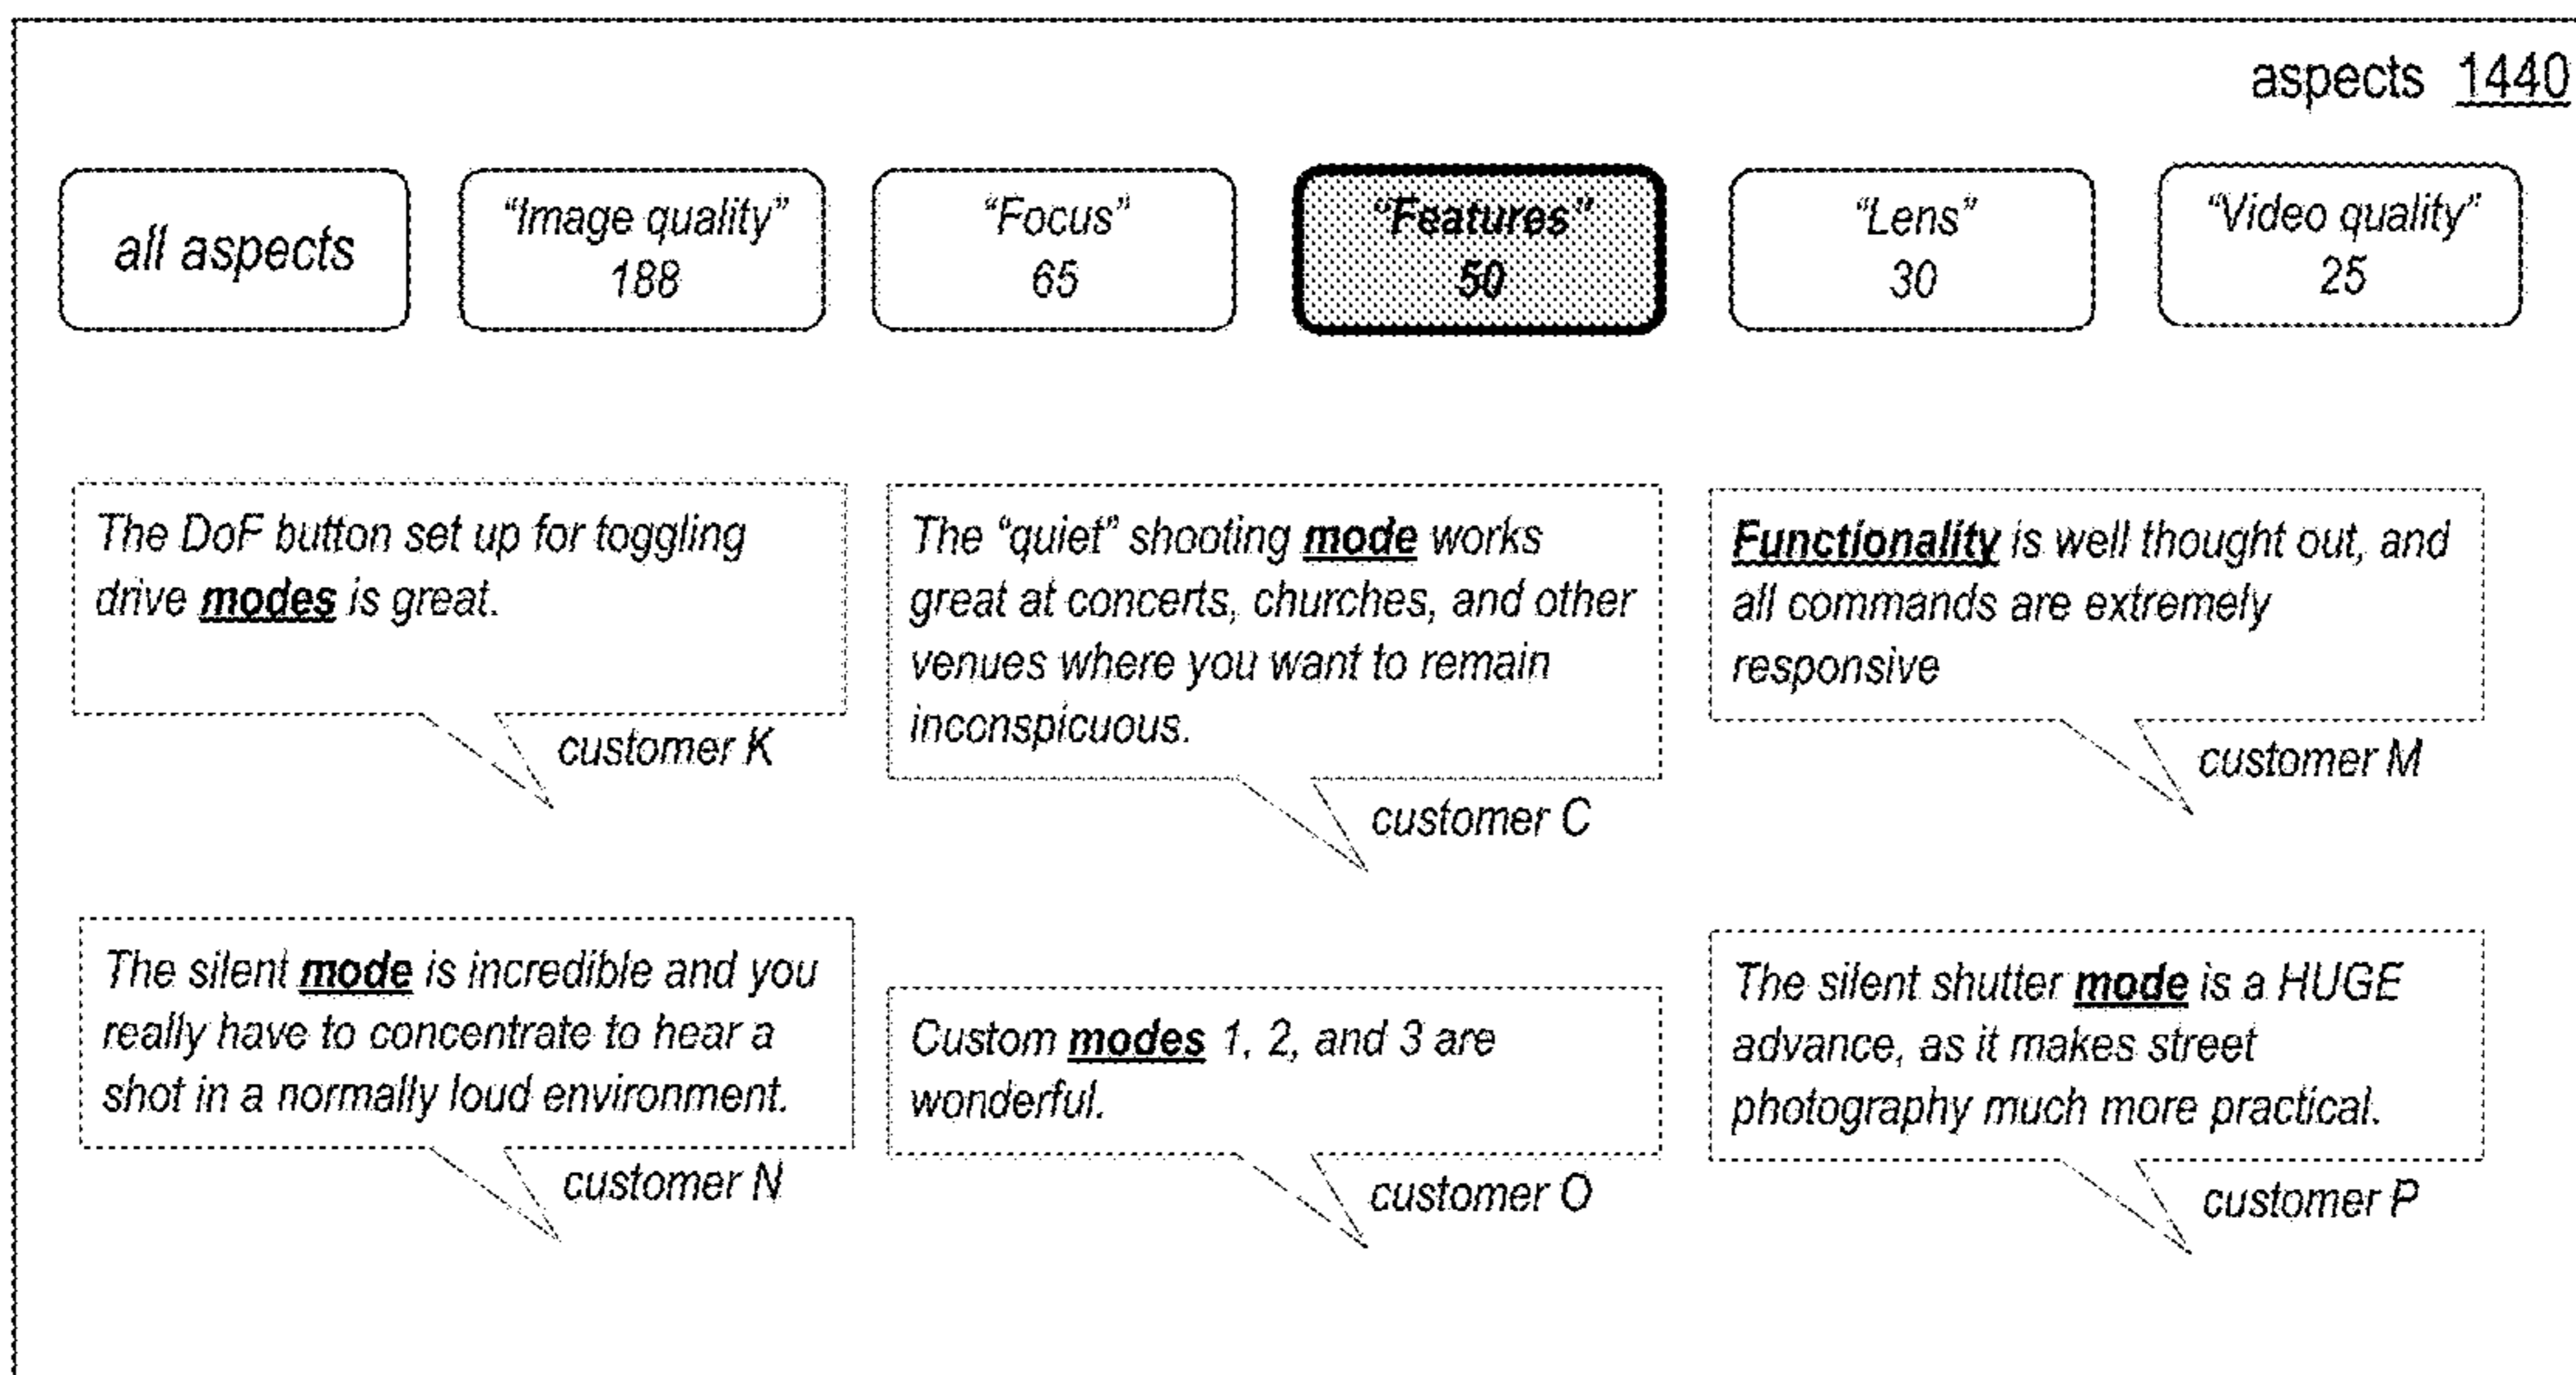 aspects 1440
all aspects
“Image quality”
188
“Focus”
65
“Features”
50
“Lens”
30
“Video quality”
25
The DoF button set up for toggling
drive modes is great.
customer K
The “quiet” shooting mode works
great at concerts, churches, and other
venues where you want to remain
inconspicuous.
customer C
Functionality is well thought out, and
all commands are extremely
responsive
customer M
The silent mode is incredible and you
really have to concentrate to hear a
shot in a normally loud environment.
customer N
Custom modes 1, 2, and 3 are
wonderful.
customer O
The silent shutter mode is a HUGE
advance, as it makes street
photography much more practical.
customer P